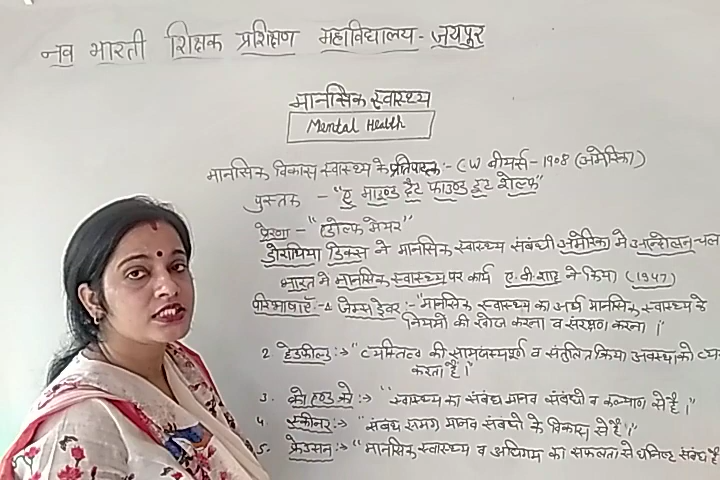 नव भारती शिक्षक प्रशिक्षण महाविद्यालय - जयपुर
मानसिक स्वास्थ्य
Mental Health
मानसिक विकास स्वास्थ्य के प्रतिपादक :- C.W बीयर्स - 1908 (अमेरिका)
पुस्तक - "ए माउण्ड दैट फाउण्ड इट शेल्फ"
प्रेरणा - "एडोल्फ मेयर"
डोराथिया डिक्स ने मानसिक स्वास्थ्य संबंधी अमेरिका में आन्दोलन चला
भारत में मानसिक स्वास्थ्य पर कार्य ए.वी शाह ने किया (1947)
परिभाषाएँ - 1 जेम्स ड्रेवर :- "मानसिक स्वास्थ्य का अर्थ मानसिक स्वास्थ्य के
नियमों की खोज करना व संरक्षण करना।"
2 हेडफील्ड :-> "व्यक्तित्व की सामंजस्यपूर्ण व संतुलित क्रिया अवस्था को व्य
करता है।"
3. को एण्ड को :-> "स्वास्थ्य का संबंध मानव संबंधों व कल्याण से है।"
4. स्कीनर :-> "संबंध समग्र मानव संबंधों के विकास से है।"
5. फ्रेडसन :-> "मानसिक स्वास्थ्य व अधिगम की सफलता से घनिष्ट संबंध है